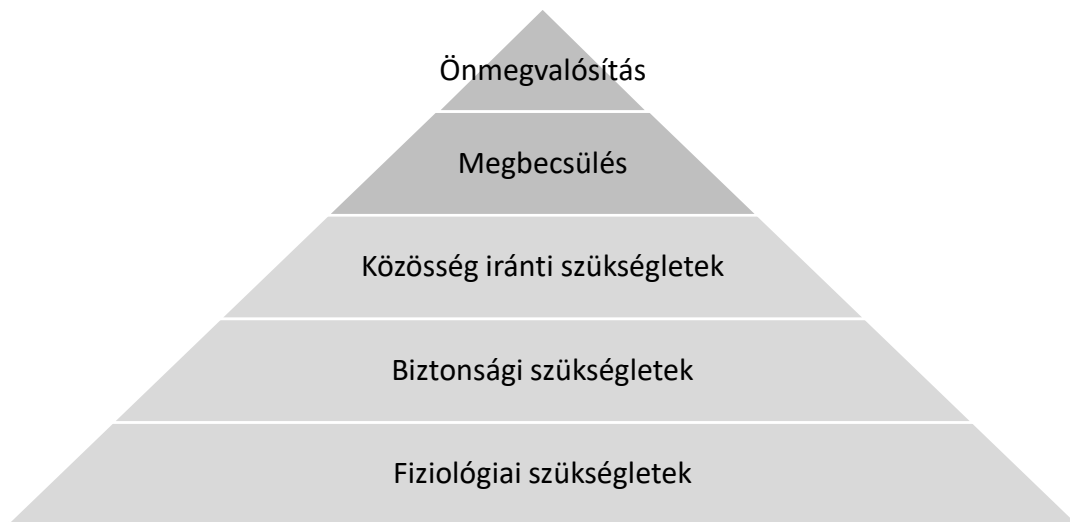 Önmegvalósítás
Megbecsülés
Közösség iránti szükségletek
Biztonsági szükségletek
Fiziológiai szükségletek